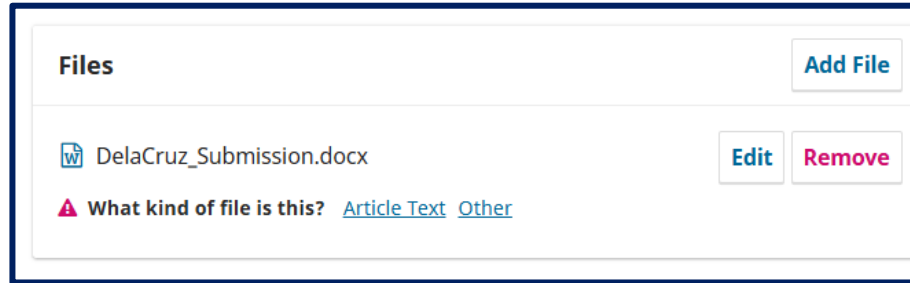 Files
Add File
DelaCruz_Submission.docx
Edit Remove
What kind of file is this? Article Text Other